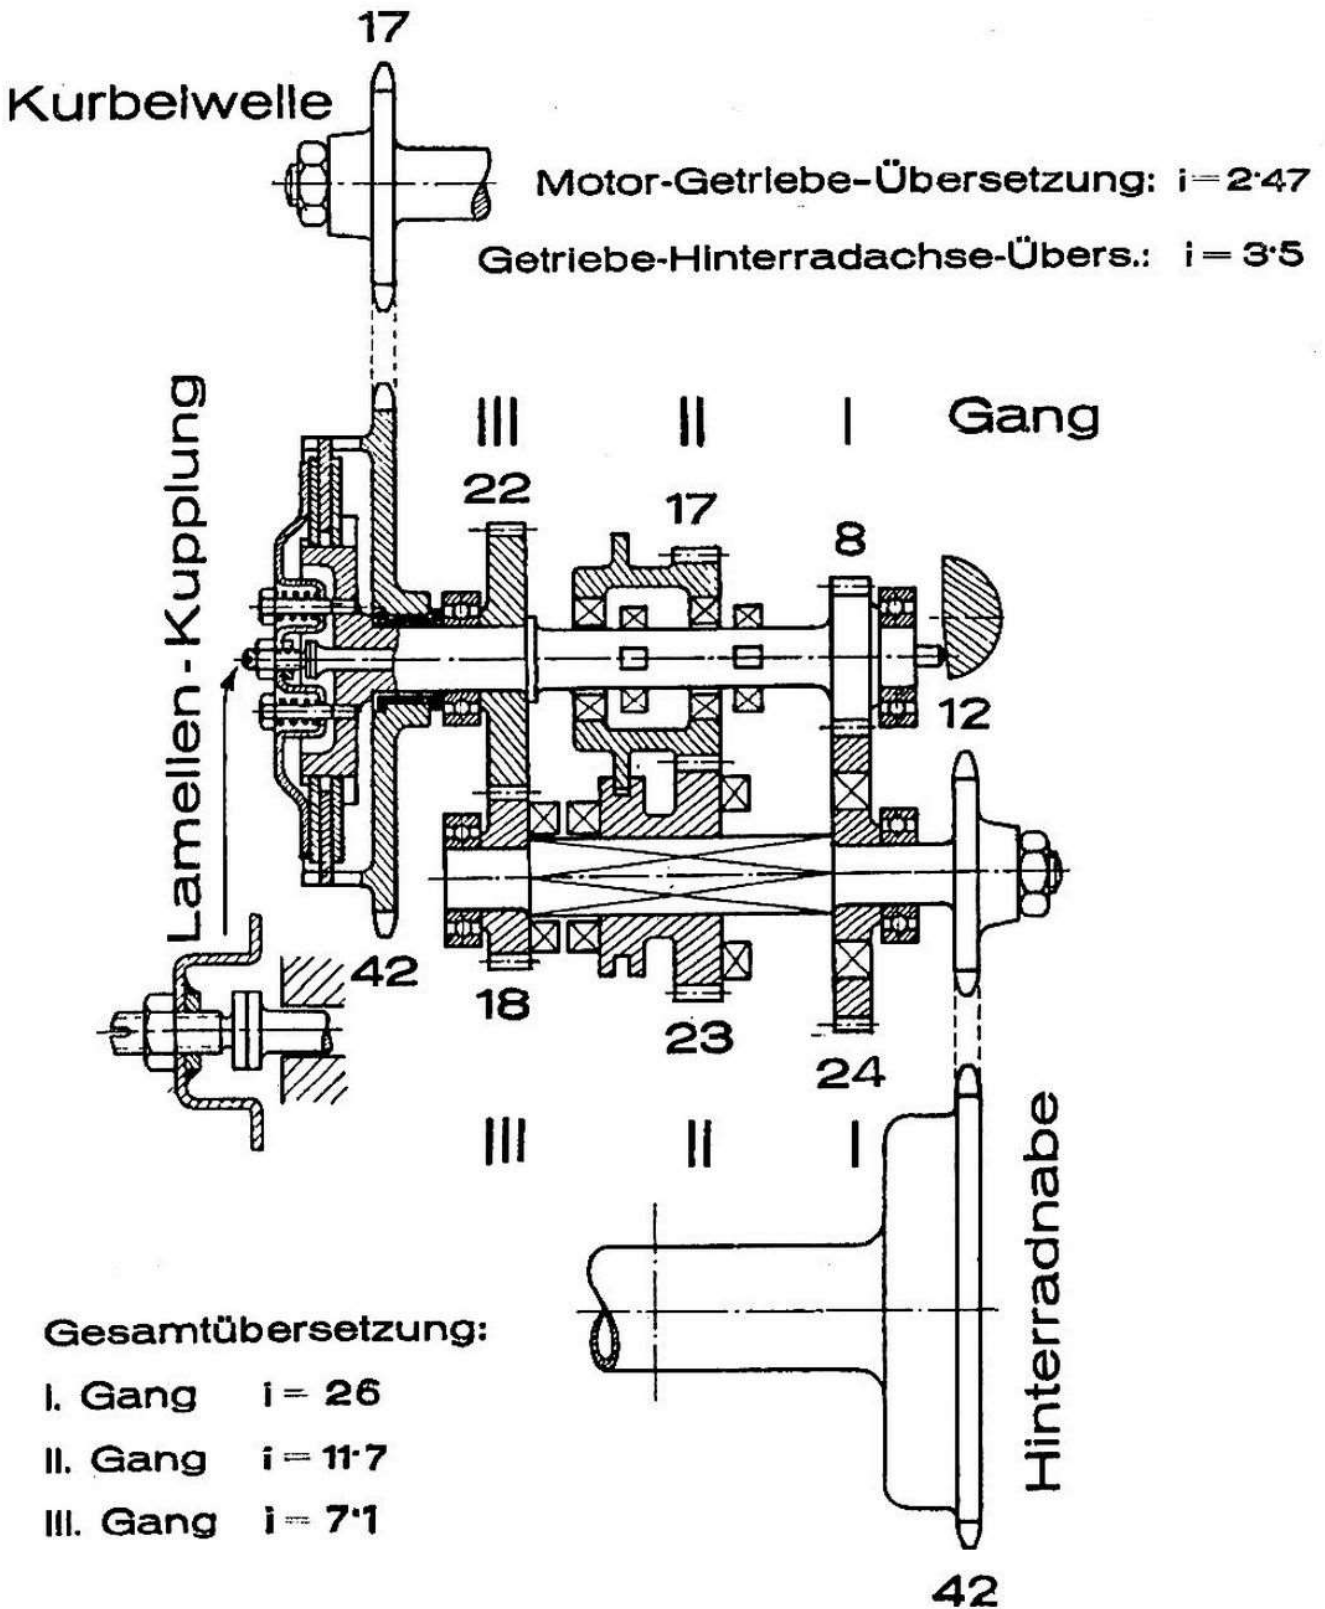 17
Kurbelwelle
Motor-Getriebe-Übersetzung: i=2·47
Getriebe-Hinterradachse-Übers.: i=3·5
Lamellen-Kupplung
III II I Gang
22
17
8
12
42
18
23
24
III II I
Hinterradnabe
Gesamtübersetzung:
I. Gang i=26
II. Gang i=11·7
III. Gang i=7·1
42